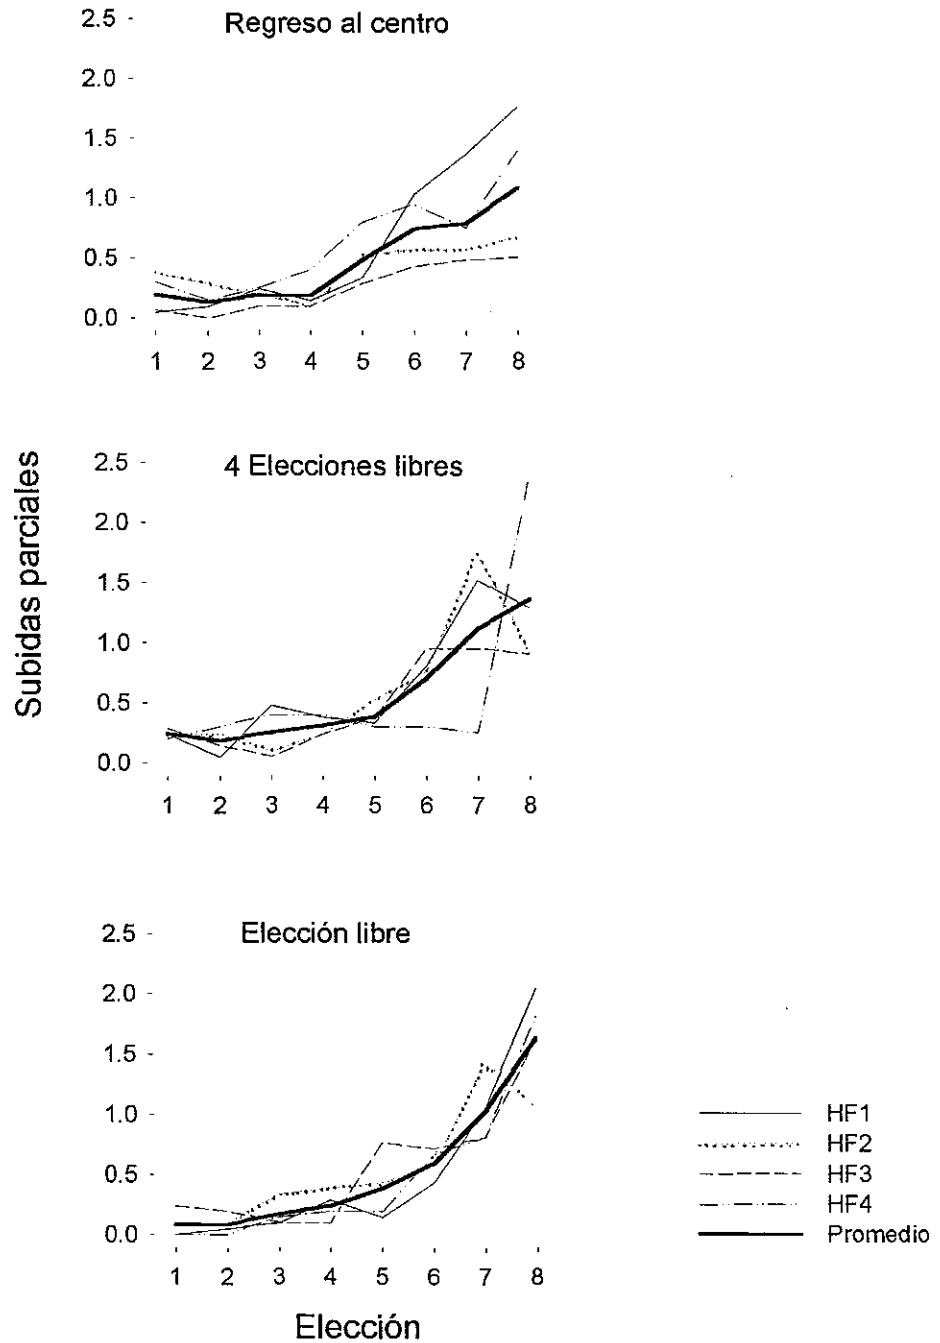 Regreso al centro
2.5
2.0
1.5
1.0
0.5
0.0
1 2 3 4 5 6 7 8
Subidas parciales
4 Elecciones libres
2.5
2.0
1.5
1.0
0.5
0.0
1 2 3 4 5 6 7 8
Elección libre
2.5
2.0
1.5
1.0
0.5
0.0
1 2 3 4 5 6 7 8
Elección
HF1
HF2
HF3
HF4
Promedio